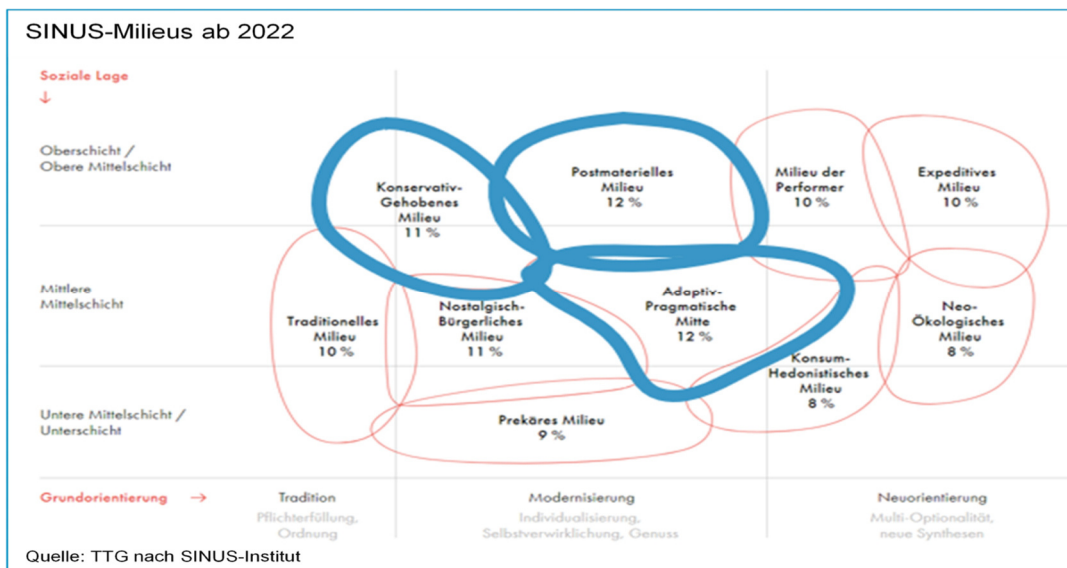 SINUS-Milieus ab 2022
Soziale Lage
↓
Oberschicht /
Obere Mittelschicht
Konservativ-
Gehobenes
Milieu
11 %
Postmaterielles
Milieu
12 %
Milieu der
Performer
10 %
Expeditives
Milieu
10 %
Mittlere
Mittelschicht
Traditionelles
Milieu
10 %
Nostalgisch-
Bürgerliches
Milieu
11 %
Adaptiv-
Pragmatische
Mitte
12 %
Konsum-
Hedonistisches
Milieu
8 %
Neo-
Ökologisches
Milieu
8 %
Untere Mittelschicht /
Unterschicht
Prekäres Milieu
9 %
Grundorientierung →
Tradition
Pflichterfüllung,
Ordnung
Modernisierung
Individualisierung,
Selbstverwirklichung, Genuss
Neuorientierung
Multi-Optionalität,
neue Synthesen
Quelle: TTG nach SINUS-Institut